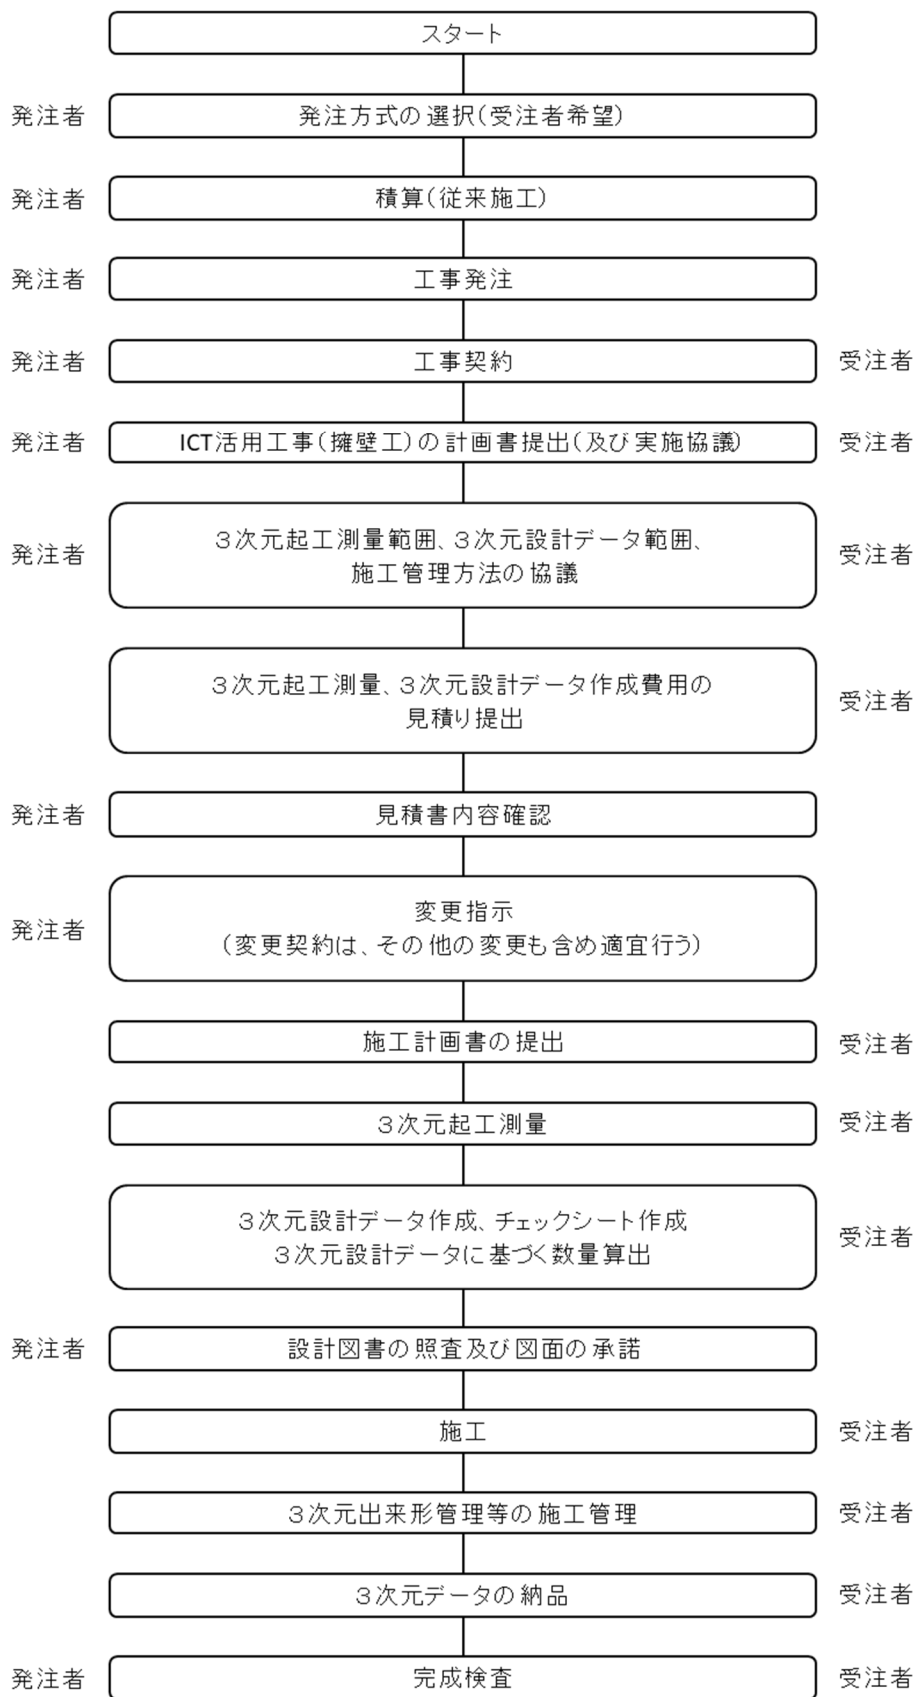 スタート
発注者 発注方式の選択(受注者希望)
発注者 積算(従来施工)
発注者 工事発注
発注者 工事契約 受注者
発注者 ICT活用工事(擁壁工)の計画書提出(及び実施協議) 受注者
３次元起工測量範囲、３次元設計データ範囲、
発注者 施工管理方法の協議 受注者
３次元起工測量、３次元設計データ作成費用の
見積り提出 受注者
発注者 見積書内容確認
変更指示
発注者 (変更契約は、その他の変更も含め適宜行う)
施工計画書の提出 受注者
３次元起工測量 受注者
３次元設計データ作成、チェックシート作成
３次元設計データに基づく数量算出 受注者
発注者 設計図書の照査及び図面の承諾
施工 受注者
３次元出来形管理等の施工管理 受注者
３次元データの納品 受注者
発注者 完成検査 受注者